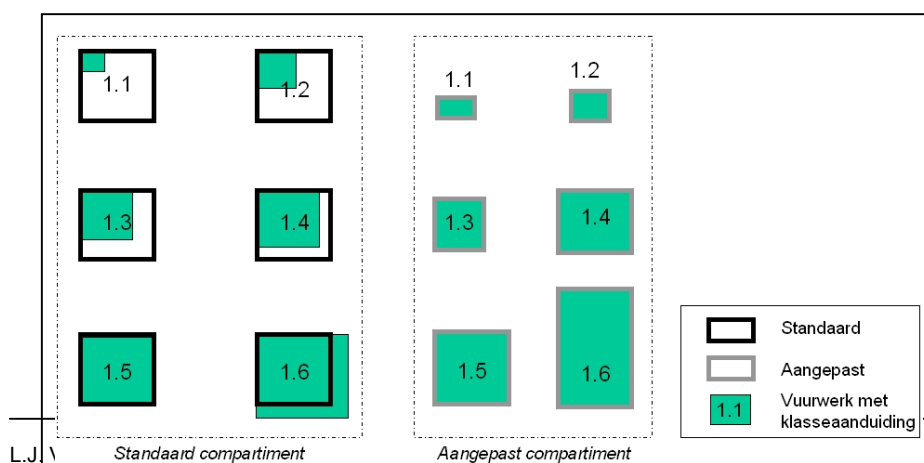 1.1 1.2
1.1 1.2
1.3 1.4
1.3 1.4
1.5 1.6
1.5 1.6
Standaard
Aangepast
1.1 Vuurwerk met
klasseaanduiding
L.J. Standaard compartiment Aangepast compartiment